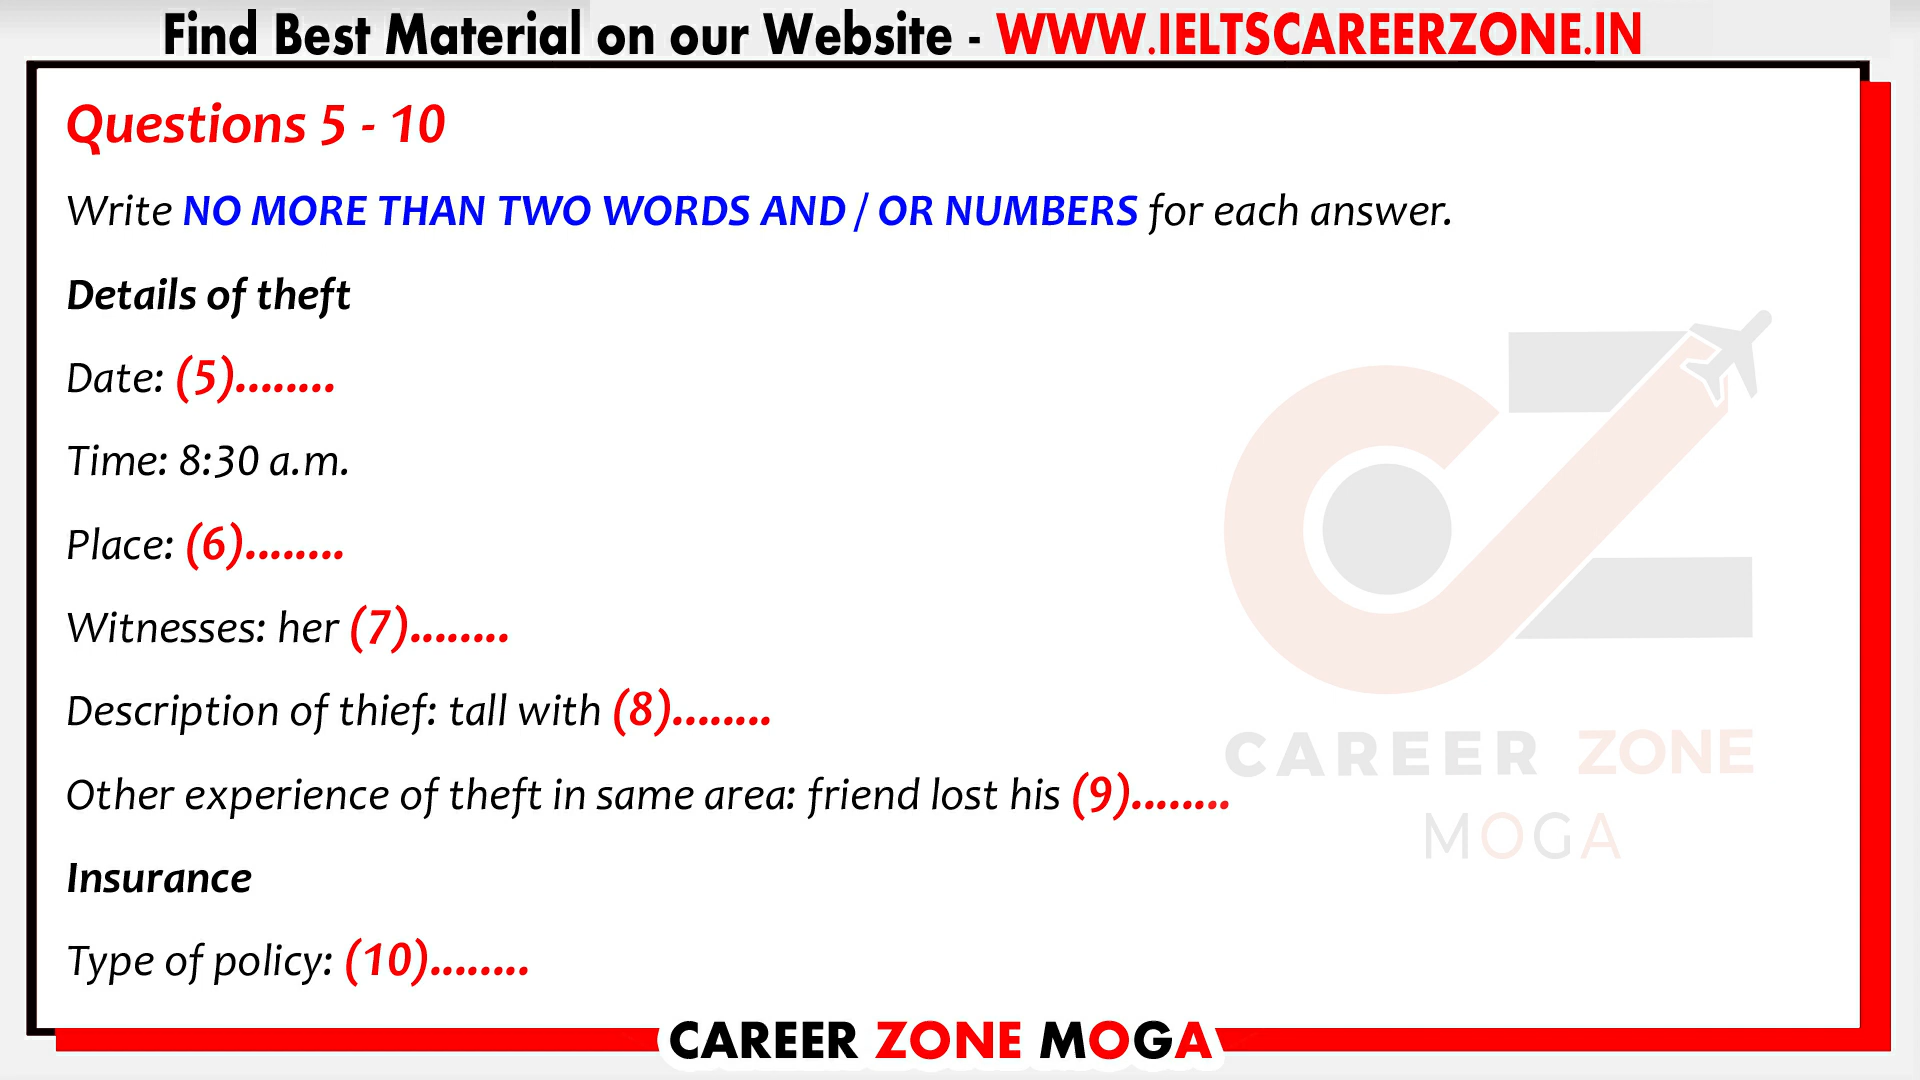 Find Best Material on our Website - WWW.IELTSCAREERZONE.IN
Questions 5 - 10
Write NO MORE THAN TWO WORDS AND / OR NUMBERS for each answer.
Details of theft
Date: (5)........
Time: 8:30 a.m.
Place: (6)........
Witnesses: her (7)........
Description of thief: tall with (8)........
Other experience of theft in same area: friend lost his (9)........
Insurance
Type of policy: (10)........
CAREER ZONE
MOGA
CAREER ZONE MOGA